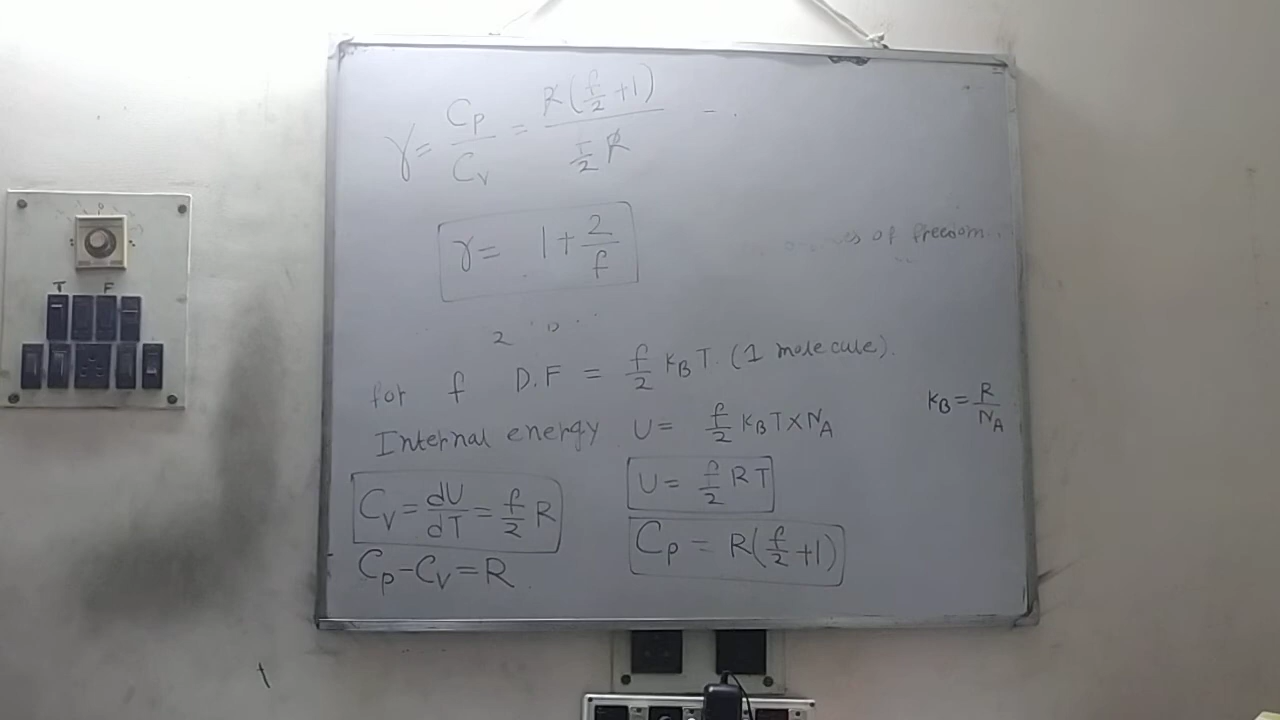 γ = Cp/Cv = R(f/2 + 1) / f/2 R
γ = 1 + 2/f
of freedom
for f D.F = f/2 KBT. (1 molecule).
Internal energy U = f/2 KBT X NA
KB = R/NA
Cv = dU/dT = f/2 R
U = f/2 RT
Cp - Cv = R
Cp = R(f/2 + 1)
T F